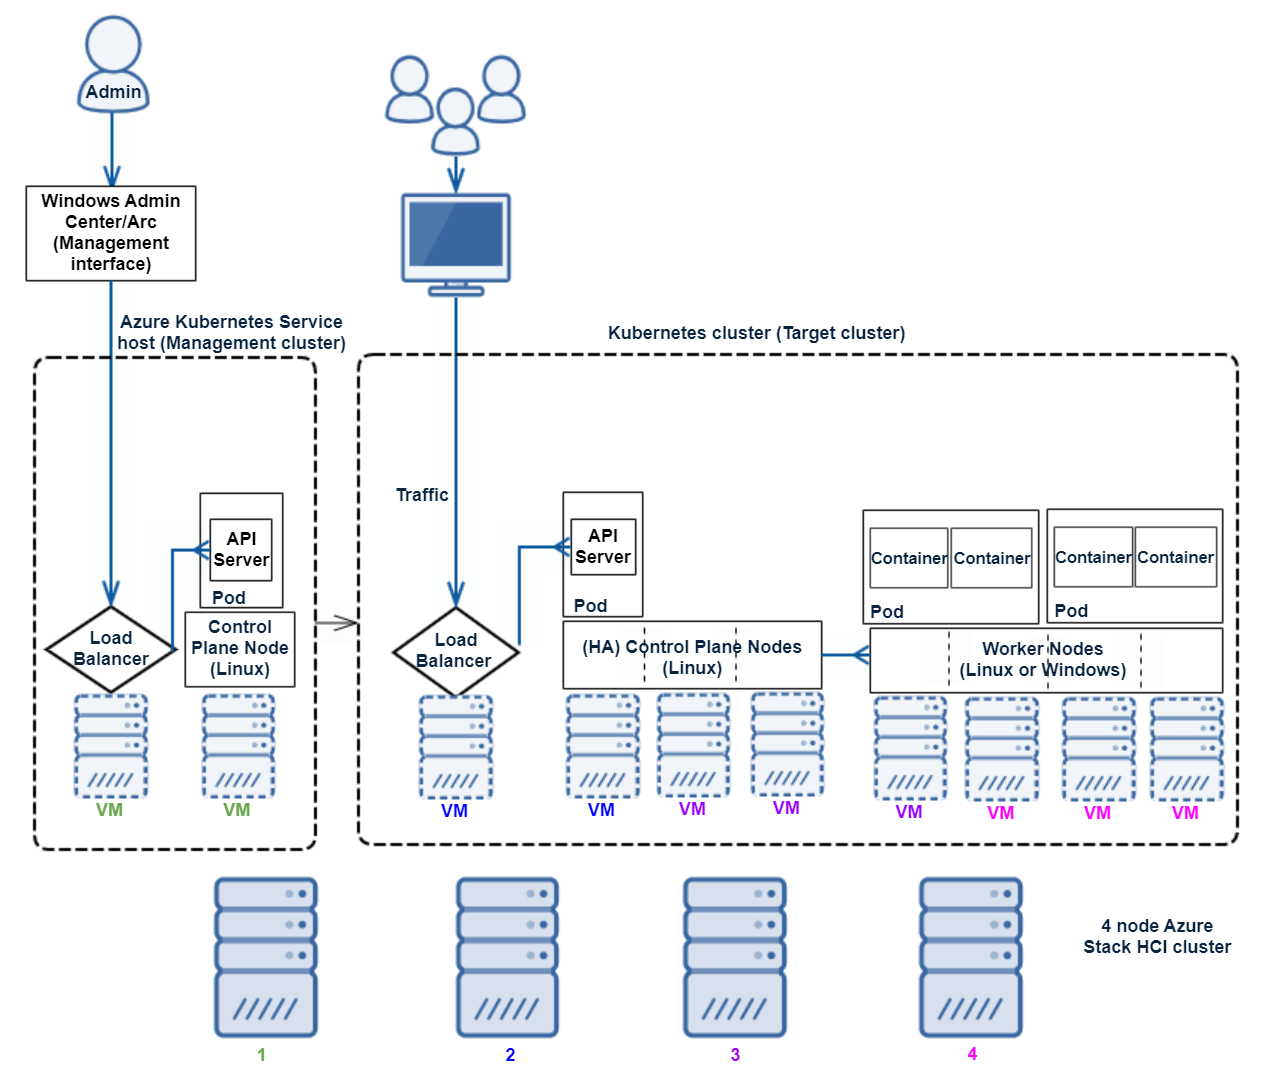 Admin
Windows Admin
Center/Arc
(Management
interface)
Azure Kubernetes Service
host (Management cluster)
Kubernetes cluster (Target cluster)
Traffic
API
Server
Pod
Load
Balancer
Control
Plane Node
(Linux)
VM
VM
API
Server
Pod
Load
Balancer
(HA) Control Plane Nodes
(Linux)
Container
Container
Pod
Container
Container
Pod
Worker Nodes
(Linux or Windows)
VM
VM
VM
VM
VM
VM
VM
VM
4 node Azure
Stack HCI cluster
1
2
3
4